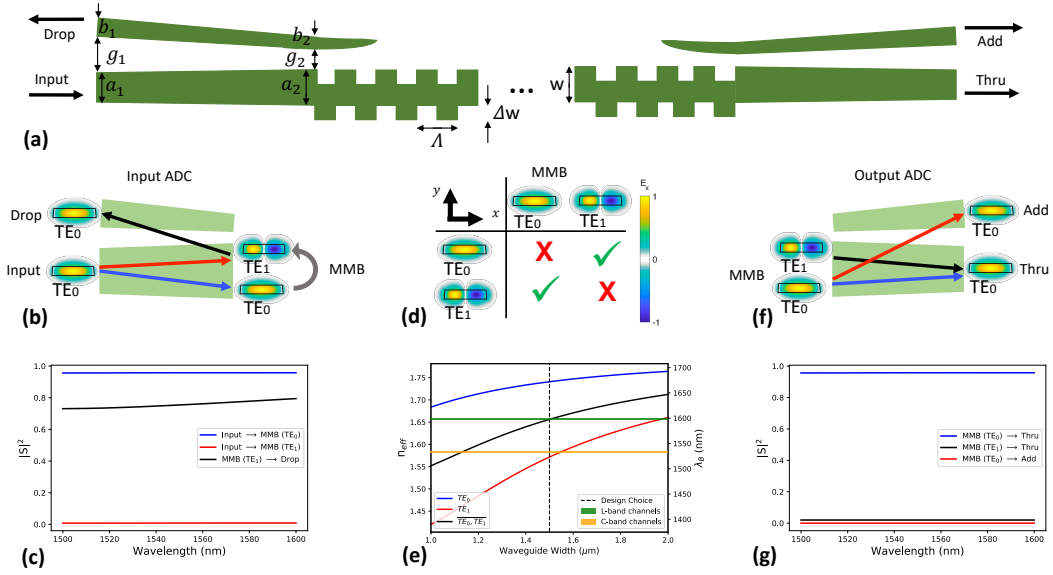 Drop
b₁
b₂
Add
g₁
g₂
Input
a₁
a₂
...
w
Thru
Δw
Λ
(a)
Input ADC
Drop
TE₀
Input
TE₀
TE₁
TE₀
MMB
(b)
MMB
y
x
TE₀
TE₁
TE₀
X
✓
TE₁
✓
X
Eₓ
1
0
-1
(d)
Output ADC
Add
TE₀
TE₁
MMB
TE₀
Thru
TE₀
(f)
|S|²
1.0
0.8
0.6
0.4
0.2
0.0
Input → MMB (TE₀)
Input → MMB (TE₁)
MMB (TE₁) → Drop
1500 1520 1540 1560 1580 1600
Wavelength (nm)
(c)
n_eff
1.75
1.70
1.65
1.60
1.55
1.50
1.45
TE₀
TE₁
TE₀, TE₁
Design Choice
L-band channels
C-band channels
1700
1650
1600
1550
1500
1450
1400
λ_B (nm)
1.0 1.2 1.4 1.6 1.8 2.0
Waveguide Width (μm)
(e)
|S|²
1.0
0.8
0.6
0.4
0.2
0.0
MMB (TE₀) → Thru
MMB (TE₁) → Thru
MMB (TE₀) → Add
1500 1520 1540 1560 1580 1600
Wavelength (nm)
(g)